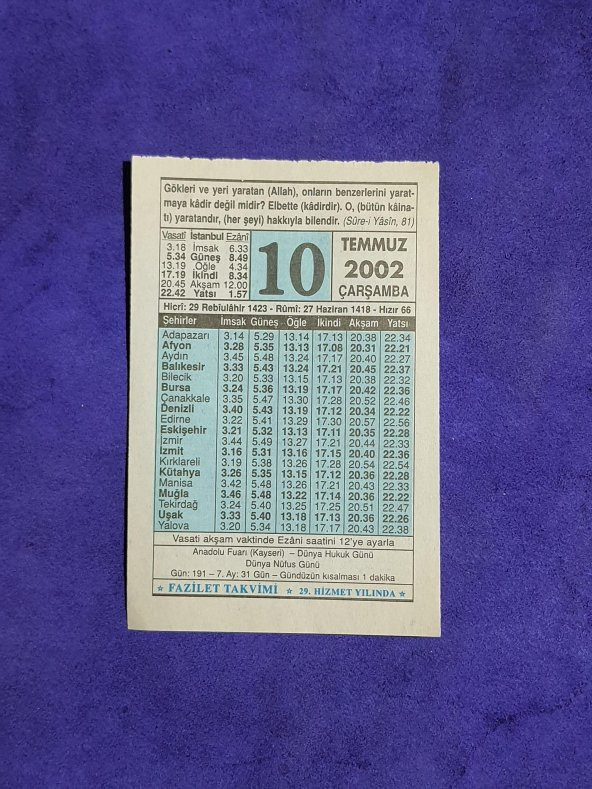 Gökleri ve yeri yaratan (Allah), onların benzerlerini yarat-
maya kâdir değil midir? Elbette (kâdirdir). O, (bütün kâina-
tı) yaratandır, (her şeyi) hakkıyla bilendir. (Sûre-i Yâsîn, 81)
Vasatî İstanbul Ezânî
3.18 İmsak 6.33
5.34 Güneş 8.49
13.19 Öğle 4.34
17.19 İkindi 8.34
20.45 Akşam 12.00
22.42 Yatsı 1.57
10
TEMMUZ
2002
ÇARŞAMBA
Hicrî: 29 Rebîulâhir 1423 - Rûmî: 27 Haziran 1418 - Hızır 66
Şehirler İmsak Güneş Öğle İkindi Akşam Yatsı
Adapazarı 3.14 5.29 13.14 17.13 20.38 22.34
Afyon 3.28 5.35 13.13 17.08 20.31 22.21
Aydın 3.45 5.48 13.24 17.17 20.40 22.27
Balıkesir 3.33 5.43 13.24 17.21 20.45 22.37
Bilecik 3.20 5.33 13.15 17.13 20.38 22.32
Bursa 3.24 5.36 13.19 17.17 20.42 22.36
Çanakkale 3.35 5.47 13.30 17.28 20.52 22.46
Denizli 3.40 5.43 13.19 17.12 20.34 22.22
Edirne 3.22 5.41 13.29 17.30 20.57 22.56
Eskişehir 3.21 5.32 13.13 17.11 20.35 22.28
İzmir 3.44 5.49 13.27 17.21 20.44 22.33
İzmit 3.16 5.31 13.16 17.15 20.40 22.36
Kırklareli 3.19 5.38 13.26 17.28 20.54 22.54
Kütahya 3.26 5.35 13.15 17.12 20.36 22.28
Manisa 3.42 5.48 13.26 17.21 20.43 22.33
Muğla 3.46 5.48 13.22 17.14 20.36 22.22
Tekirdağ 3.24 5.40 13.25 17.25 20.51 22.47
Uşak 3.33 5.40 13.18 17.13 20.36 22.26
Yalova 3.20 5.34 13.18 17.17 20.43 22.38
Vasati akşam vaktinde Ezâni saatini 12'ye ayarla
Anadolu Fuarı (Kayseri) – Dünya Hukuk Günü
Dünya Nüfus Günü
Gün: 191 – 7. Ay: 31 Gün – Gündüzün kısalması 1 dakika
★ FAZİLET TAKVİMİ ★ 29. HİZMET YILINDA ★